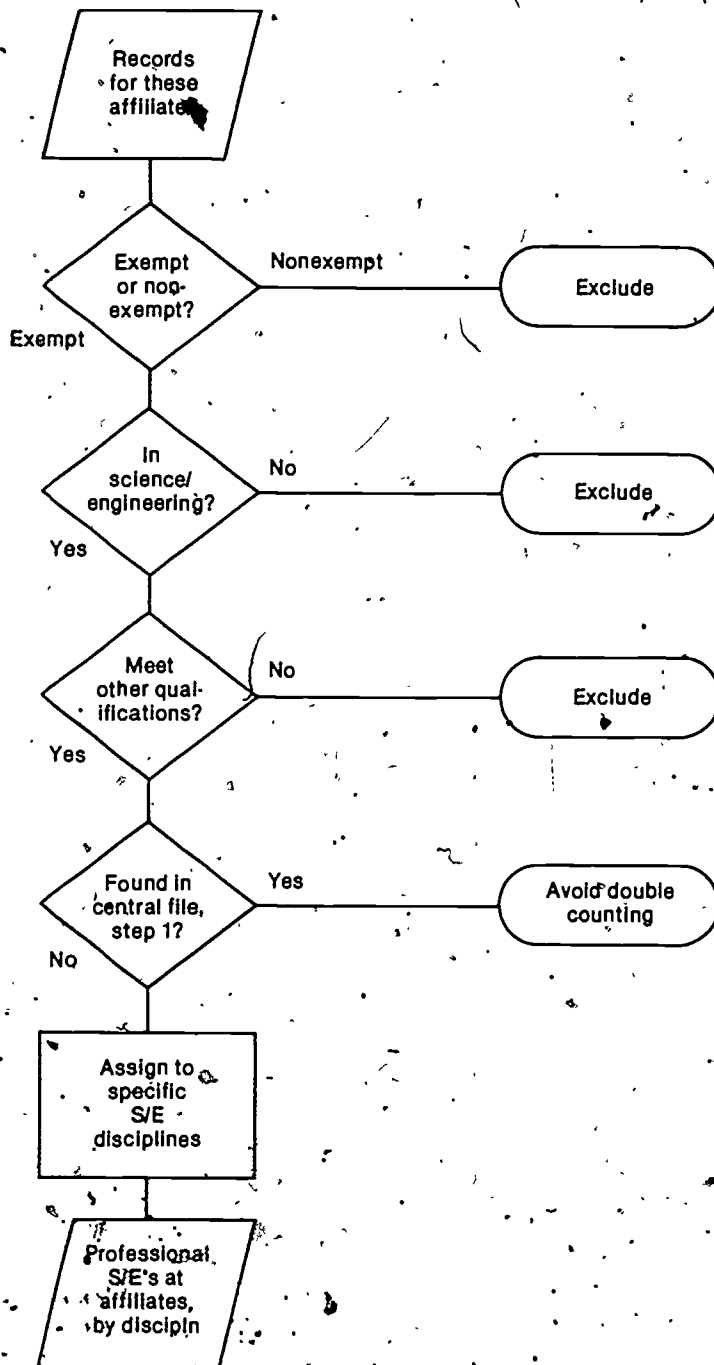 Records
for these
affiliates
Exempt
or non-
exempt?
Nonexempt
Exclude
Exempt
In
science/
engineering?
No
Exclude
Yes
Meet
other qual-
ifications?
No
Exclude
Yes
Found in
central file,
step 1?
Yes
Avoid double
counting
No
Assign to
specific
S/E
disciplines
Professional
S/E's at
affiliates,
by disciplin